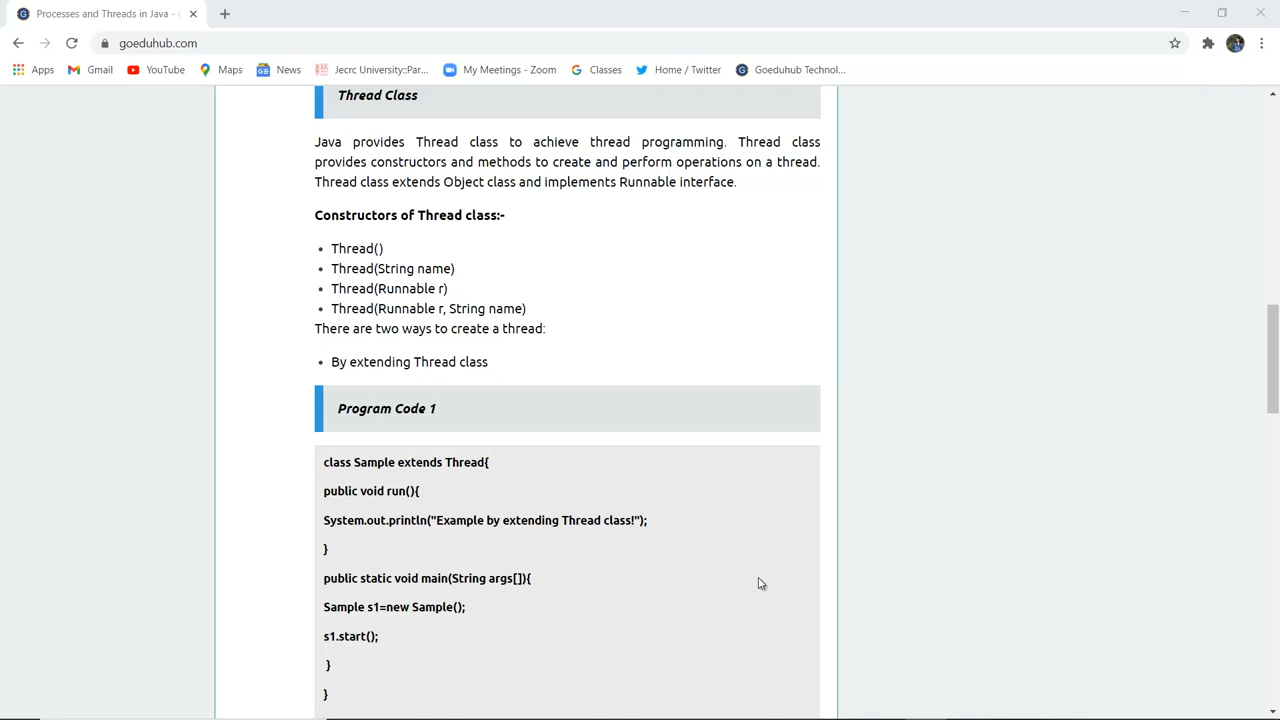 Processes and Threads in Java -
goeduhub.com
Apps
Gmail
YouTube
Maps
News
Jecrc University::Par...
My Meetings - Zoom
Classes
Home / Twitter
Goeduhub Technol...
Thread Class
Java provides Thread class to achieve thread programming. Thread class
provides constructors and methods to create and perform operations on a thread.
Thread class extends Object class and implements Runnable interface.
Constructors of Thread class:-
• Thread()
• Thread(String name)
• Thread(Runnable r)
• Thread(Runnable r, String name)
There are two ways to create a thread:
• By extending Thread class
Program Code 1
class Sample extends Thread{
public void run(){
System.out.println("Example by extending Thread class!");
}
public static void main(String args[]){
Sample s1=new Sample();
s1.start();
}
}